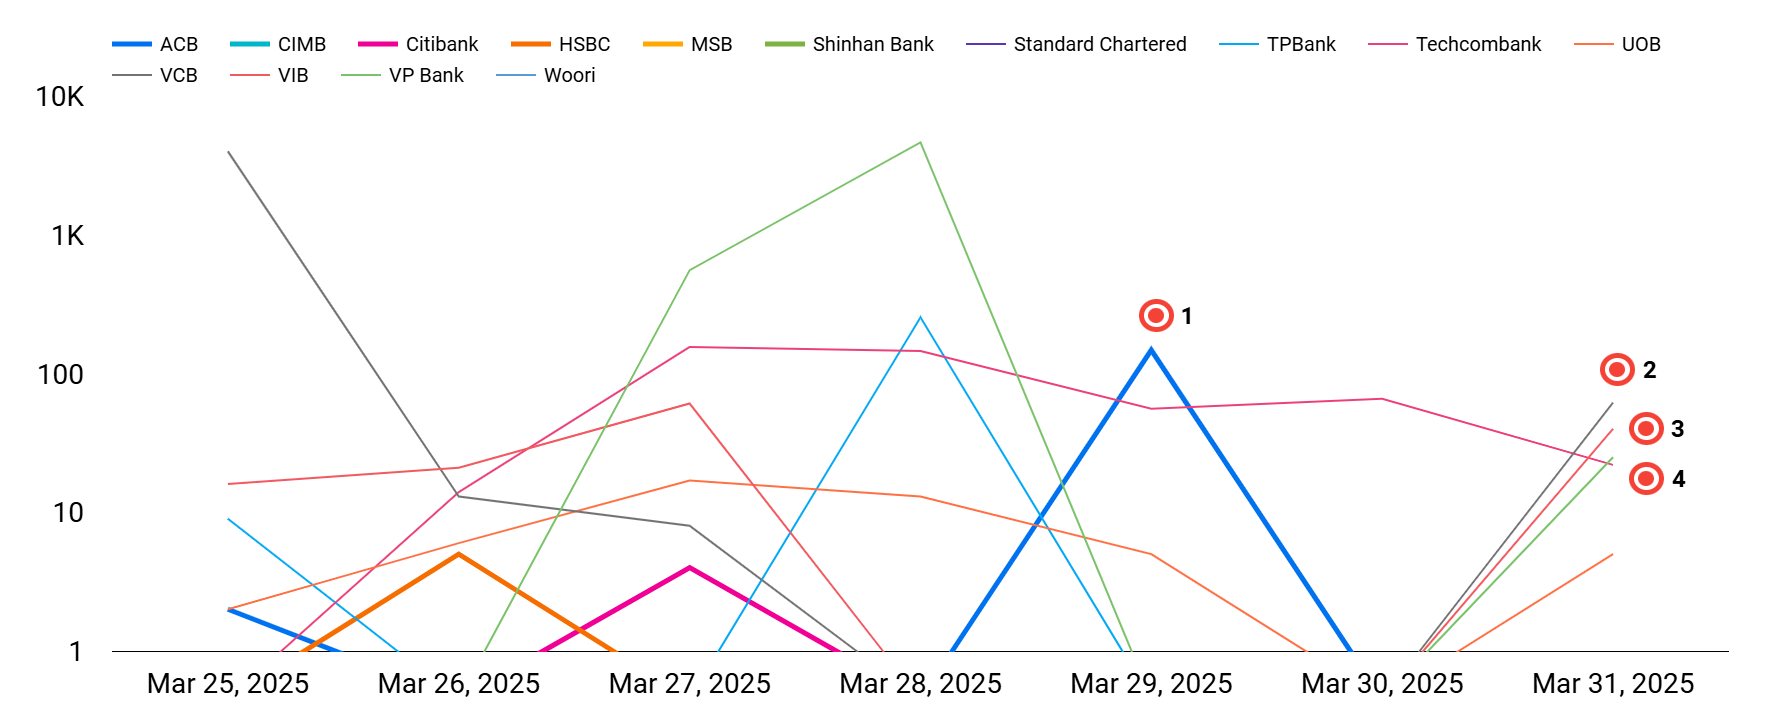 ACB CIMB Citibank HSBC MSB Shinhan Bank Standard Chartered TPBank Techcombank UOB
VCB VIB VP Bank Woori
10K
1K
100
10
1
1
2
3
4
Mar 25, 2025 Mar 26, 2025 Mar 27, 2025 Mar 28, 2025 Mar 29, 2025 Mar 30, 2025 Mar 31, 2025